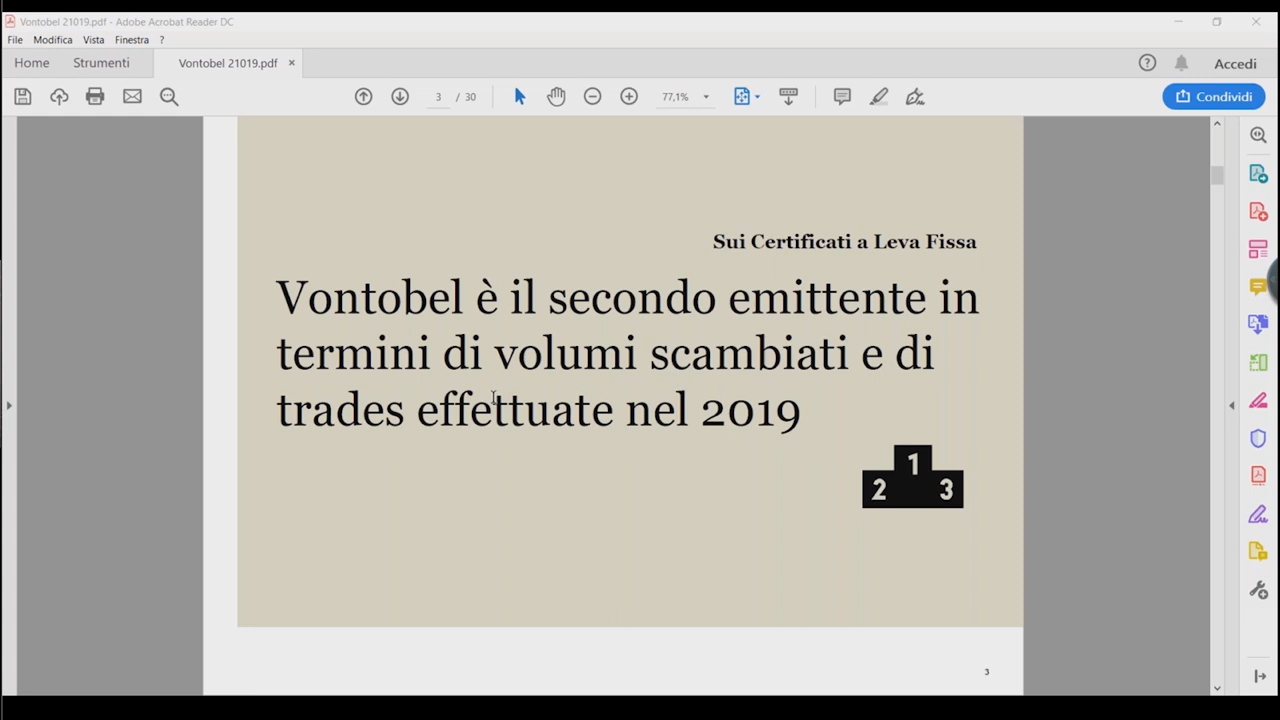 Vontobel 21019.pdf - Adobe Acrobat Reader DC
File Modifica Vista Finestra ?
Home Strumenti Vontobel 21019.pdf × Accedi
3 / 30 77,1% Condividi
Sui Certificati a Leva Fissa
Vontobel è il secondo emittente in
termini di volumi scambiati e di
trades effettuate nel 2019
1
2 3
3